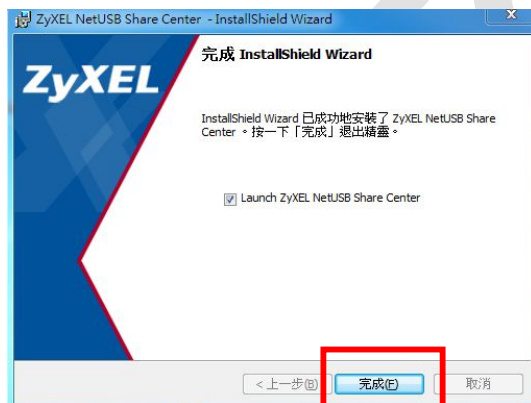 ZyXEL NetUSB Share Center - InstallShield Wizard
X
ZyXEL
完成 InstallShield Wizard
InstallShield Wizard 已成功地安裝了 ZyXEL NetUSB Share
Center 。按一下「完成」退出精靈。
Launch ZyXEL NetUSB Share Center
< 上一步(B)
完成(F)
取消